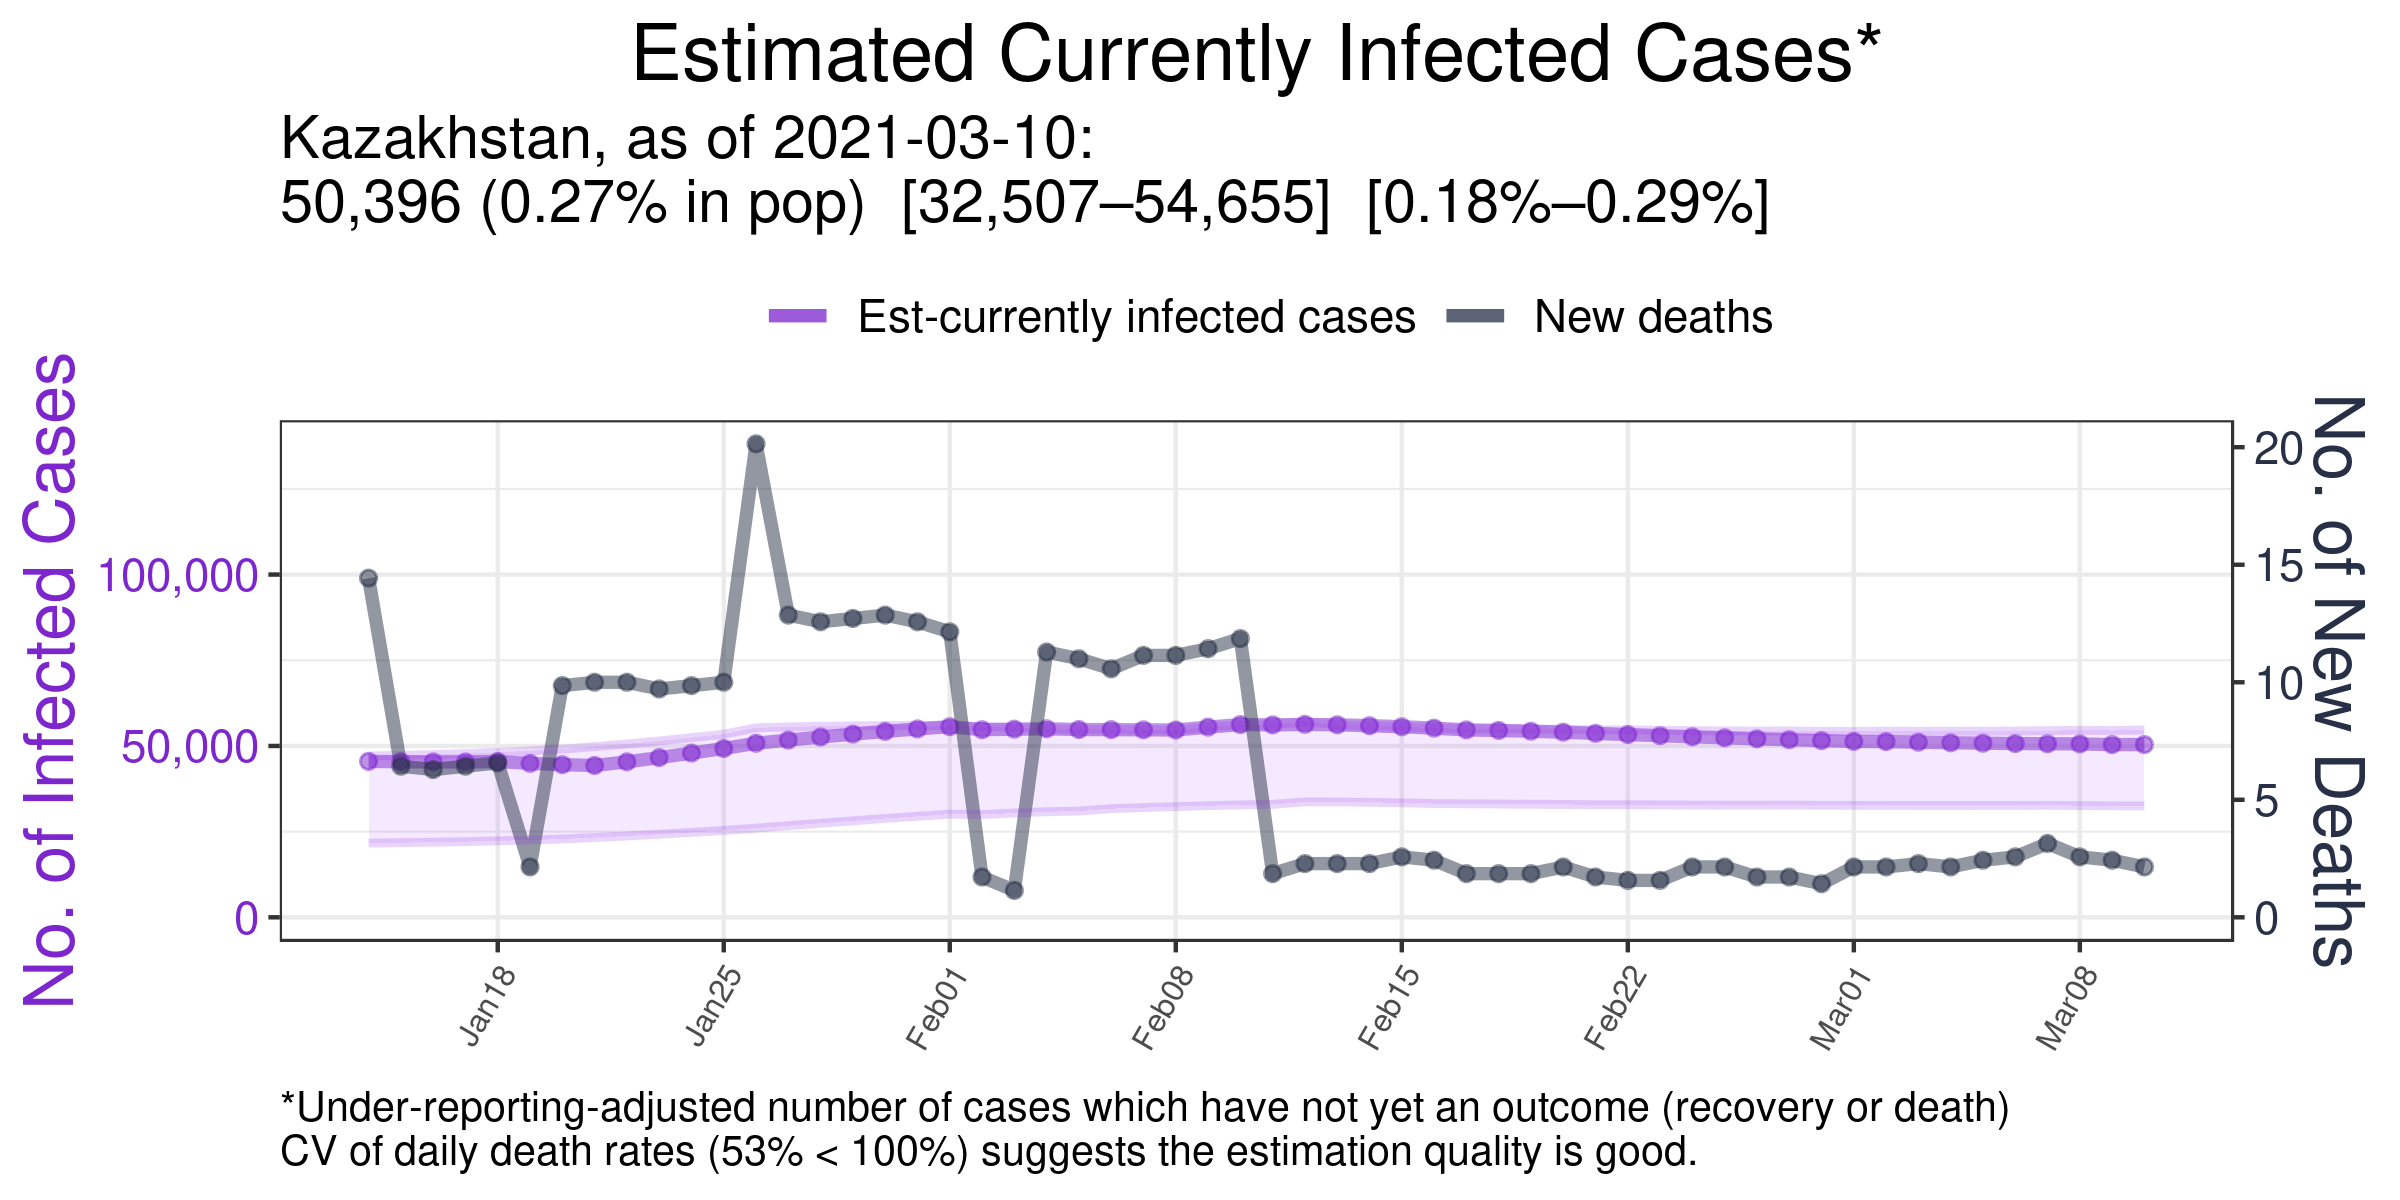 Estimated Currently Infected Cases*
Kazakhstan, as of 2021-03-10:
50,396 (0.27% in pop)  [32,507–54,655]  [0.18%–0.29%]
Est-currently infected cases
New deaths
No. of Infected Cases
100,000
50,000
0
20
15
10
5
0
No. of New Deaths
Jan18
Jan25
Feb01
Feb08
Feb15
Feb22
Mar01
Mar08
*Under-reporting-adjusted number of cases which have not yet an outcome (recovery or death)
CV of daily death rates (53% < 100%) suggests the estimation quality is good.